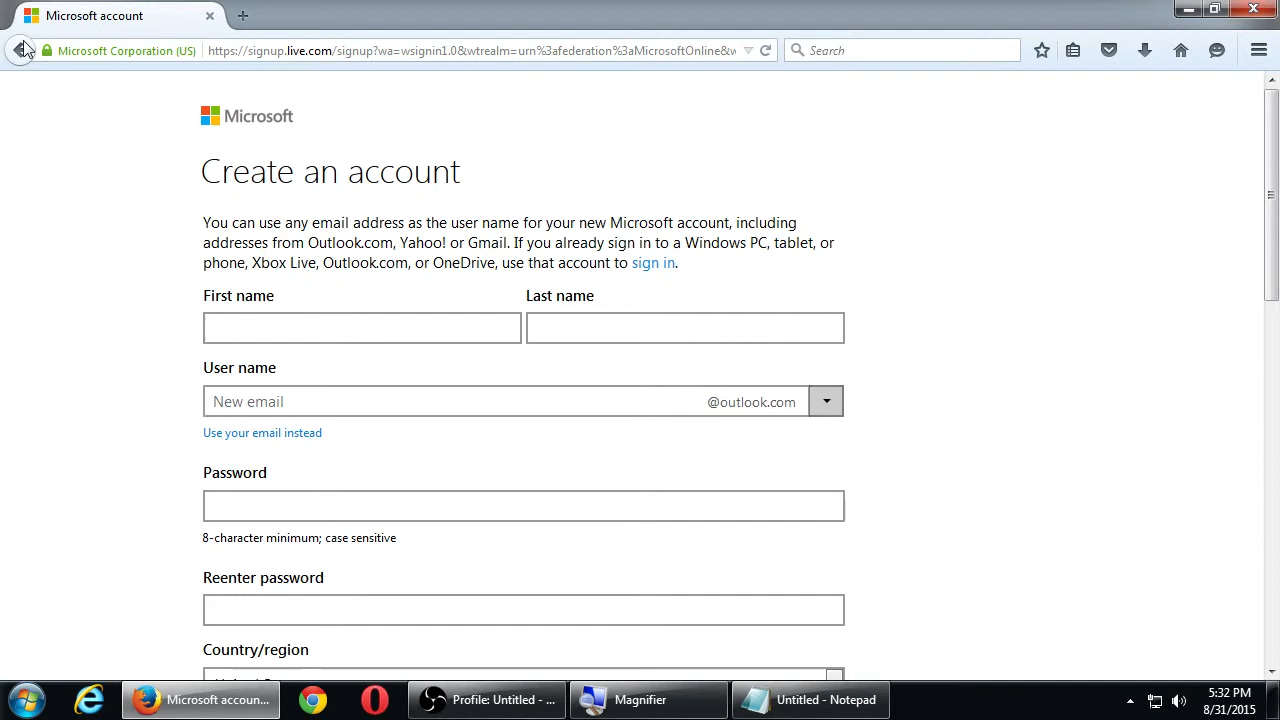 Microsoft account
Microsoft Corporation (US)
https://signup.live.com/signup?wa=wsignin1.0&wtrealm=urn%3afederation%3aMicrosoftOnline&w
Search
Microsoft
Create an account
You can use any email address as the user name for your new Microsoft account, including
addresses from Outlook.com, Yahoo! or Gmail. If you already sign in to a Windows PC, tablet, or
phone, Xbox Live, Outlook.com, or OneDrive, use that account to sign in.
First name Last name
User name
New email @outlook.com
Use your email instead
Password
8-character minimum; case sensitive
Reenter password
Country/region
Microsoft accoun...
Profile: Untitled - ...
Magnifier
Untitled - Notepad
5:32 PM
8/31/2015